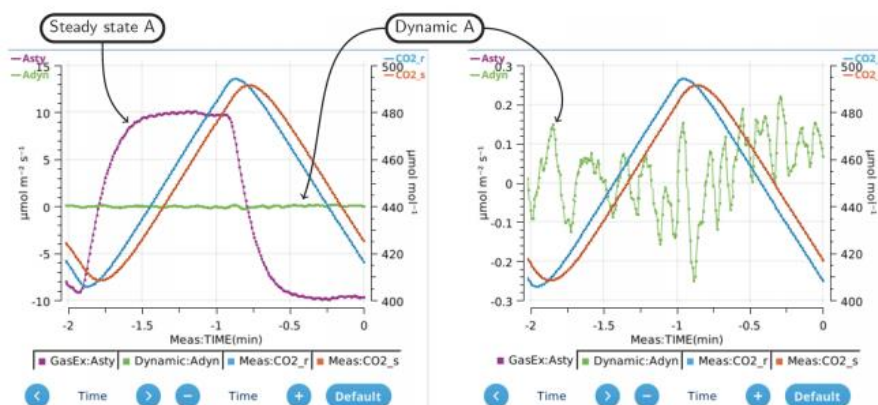 Steady state A
Dynamic A
Asty
Adyn
CO2_r
CO2_s
15
10
5
0
-5
-10
µmol m⁻² s⁻¹
500
480
460
440
420
400
µmol mol⁻¹
-2
-1.5
-1
-0.5
0
Meas:TIME(min)
GasEx:Asty
Dynamic:Adyn
Meas:CO2_r
Meas:CO2_s
Time
Time
Default
Asty
Adyn
CO2_r
CO2_s
0.3
0.2
0.1
0
-0.1
-0.2
-0.3
µmol m⁻² s⁻¹
500
480
460
440
420
400
µmol mol⁻¹
-2
-1.5
-1
-0.5
0
Meas:TIME(min)
GasEx:Asty
Dynamic:Adyn
Meas:CO2_r
Meas:CO2_s
Time
Time
Default